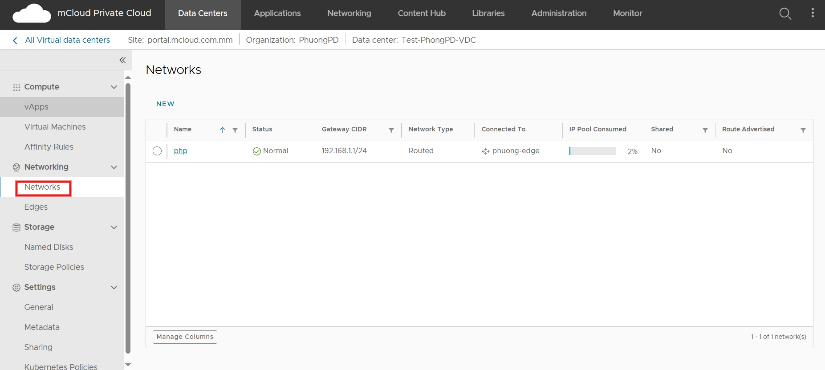 mCloud Private Cloud Data Centers Applications Networking Content Hub Libraries Administration Monitor
All Virtual data centers Site: portal.mcloud.com.mm Organization: PhuongPD Data center: Test-PhongPD-VDC
Networks
NEW
Compute
vApps
Virtual Machines
Affinity Rules
Networking
Networks
Edges
Storage
Named Disks
Storage Policies
Settings
General
Metadata
Sharing
Kubernetes Policies
Name Status Gateway CIDR Network Type Connected To IP Pool Consumed Shared Route Advertised
php Normal 192.168.1.1/24 Routed phuong-edge 2% No No
Manage Columns 1 - 1 of 1 network(s)